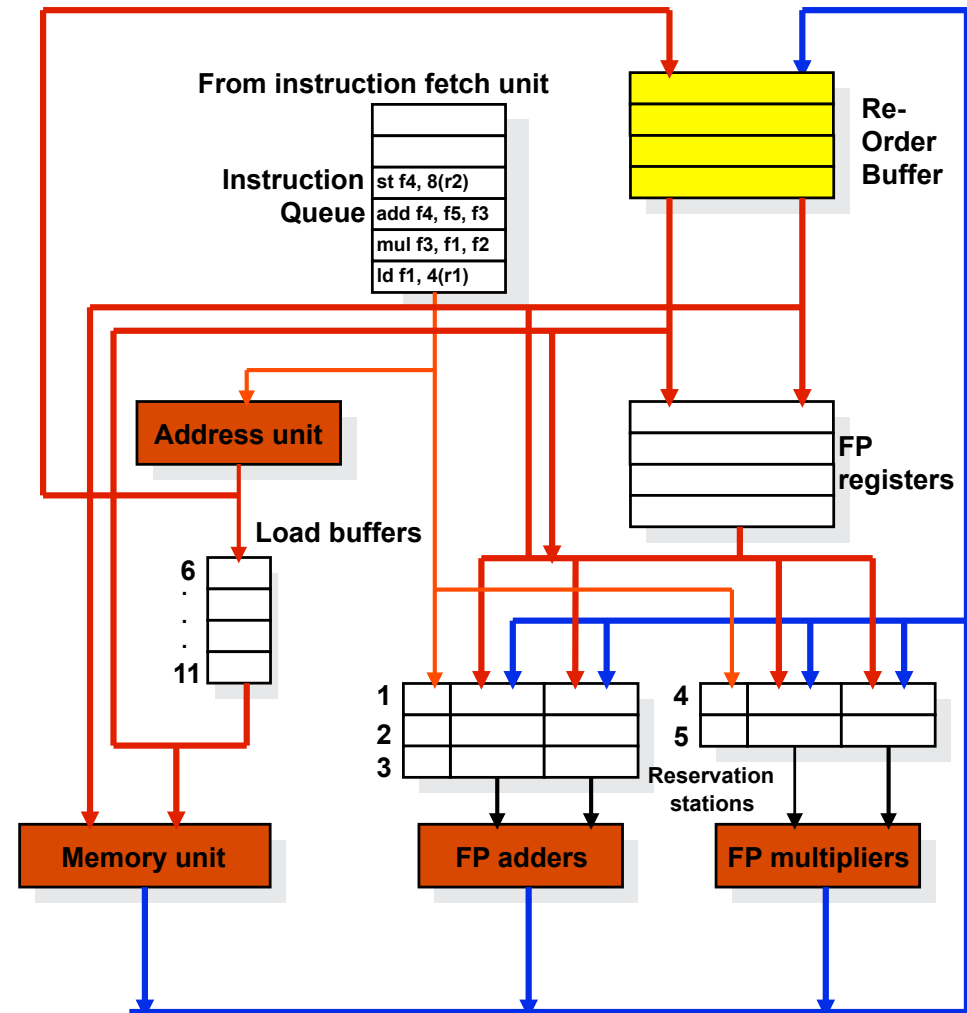 From instruction fetch unit
Re-
Order
Buffer
Instruction
Queue
st f4, 8(r2)
add f4, f5, f3
mul f3, f1, f2
ld f1, 4(r1)
Address unit
FP
registers
Load buffers
6
.
.
.
11
1
2
3
4
5
Reservation
stations
Memory unit
FP adders
FP multipliers